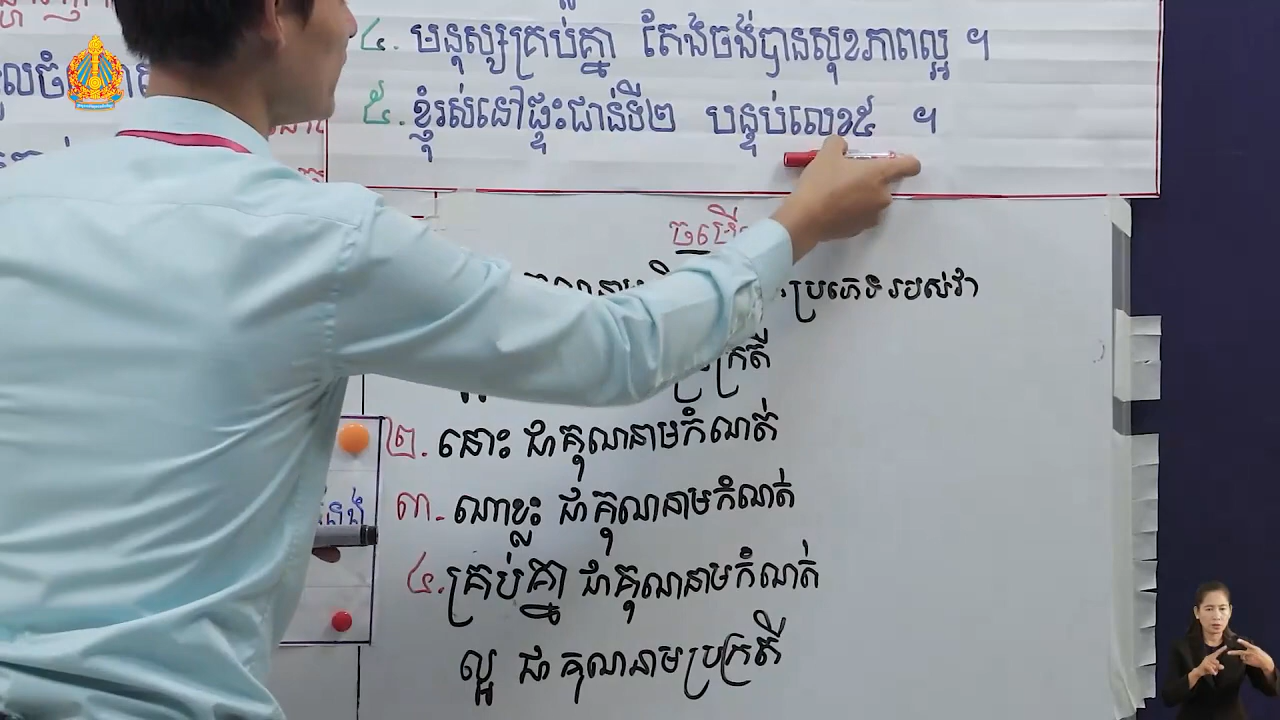 ៤. មនុស្សគ្រប់គ្នា តែងចង់បានសុខភាពល្អ ។
៥. ខ្ញុំរស់នៅផ្ទះជាន់ទី២ បន្ទប់លេខ៥ ។
ចម្លើ
ប្រភេទរបស់វា
ប្រក្រតី
២. នោះ ជាគុណនាមកំណត់
៣. ណាខ្លះ ជាគុណនាមកំណត់
៤. គ្រប់គ្នា ជាគុណនាមកំណត់
ល្អ ជាគុណនាមប្រក្រតី